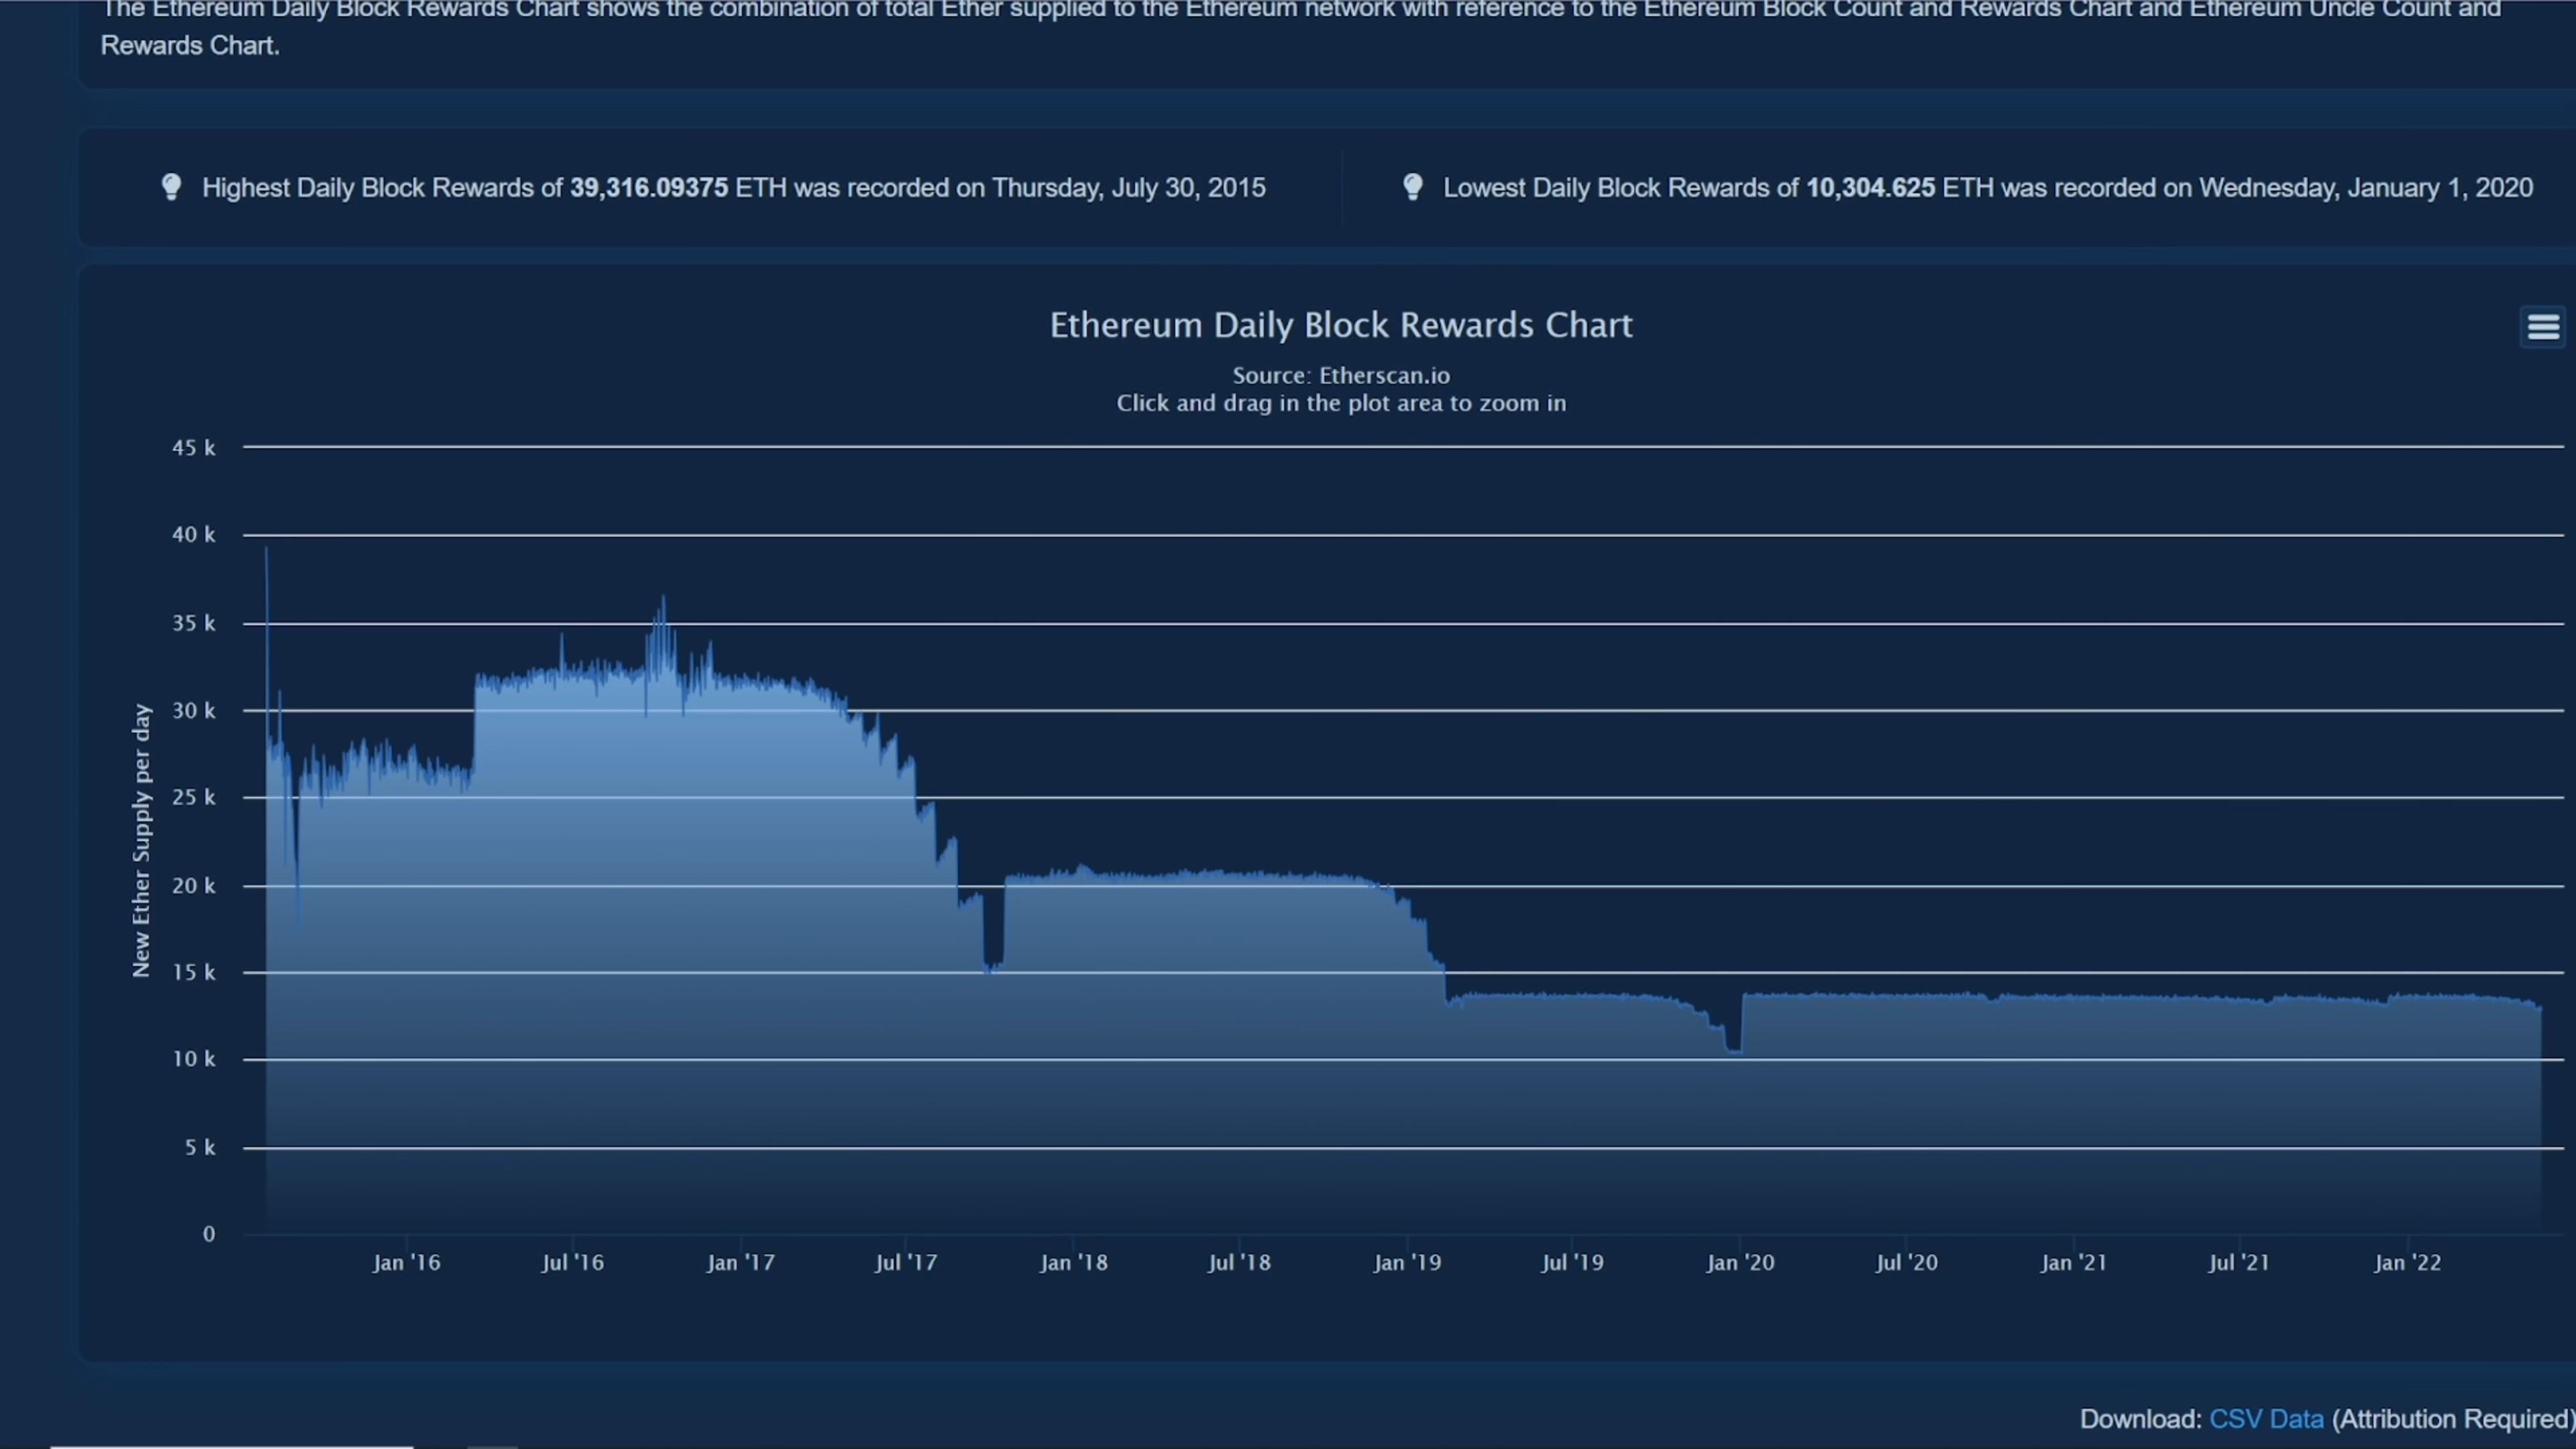 The Ethereum Daily Block Rewards Chart shows the combination of total Ether supplied to the Ethereum network with reference to the Ethereum Block Count and Rewards Chart and Ethereum Uncle Count and
Rewards Chart.
Highest Daily Block Rewards of 39,316.09375 ETH was recorded on Thursday, July 30, 2015
Lowest Daily Block Rewards of 10,304.625 ETH was recorded on Wednesday, January 1, 2020
Ethereum Daily Block Rewards Chart
Source: Etherscan.io
Click and drag in the plot area to zoom in
New Ether Supply per day
45 k
40 k
35 k
30 k
25 k
20 k
15 k
10 k
5 k
0
Jan '16
Jul '16
Jan '17
Jul '17
Jan '18
Jul '18
Jan '19
Jul '19
Jan '20
Jul '20
Jan '21
Jul '21
Jan '22
Download: CSV Data (Attribution Required)